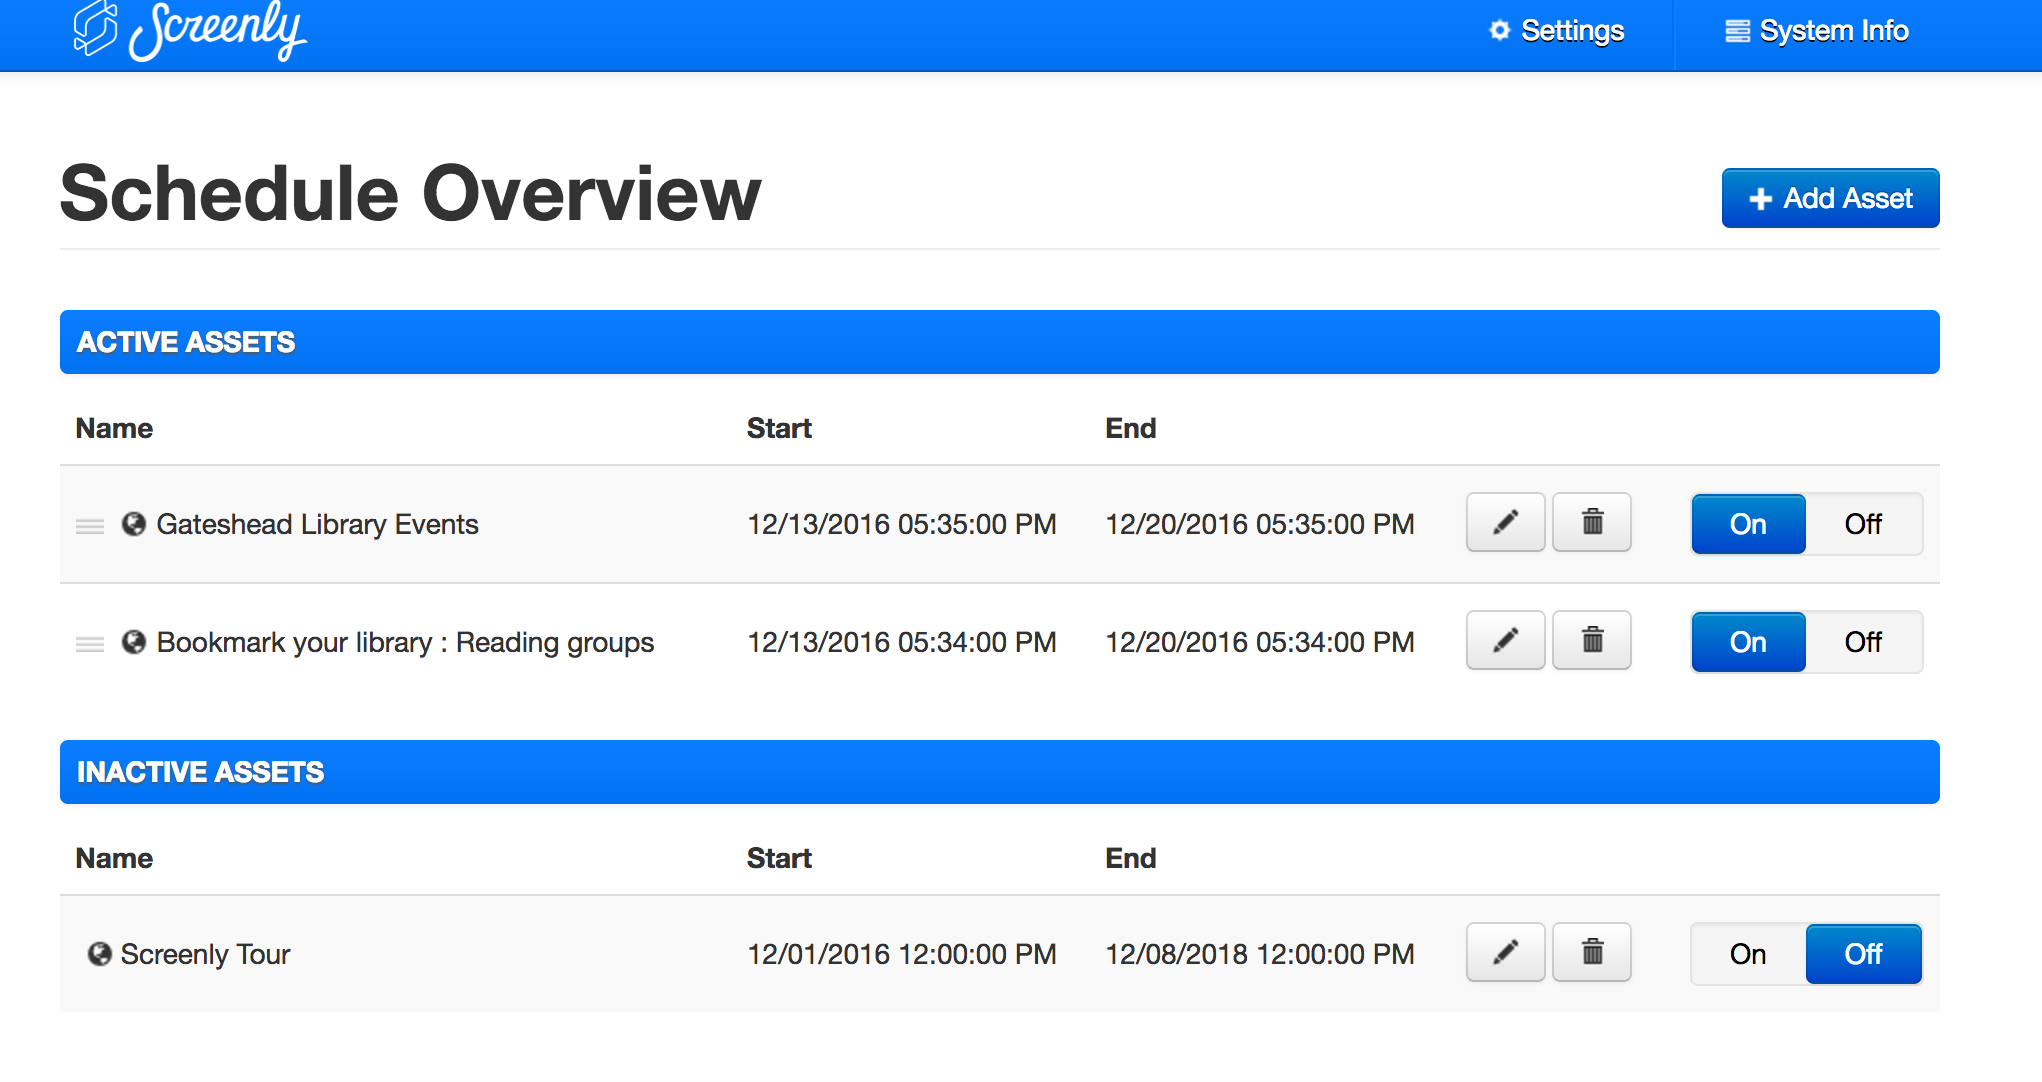 Screenly
Settings
System Info
Schedule Overview
Add Asset
ACTIVE ASSETS
Name Start End
Gateshead Library Events 12/13/2016 05:35:00 PM 12/20/2016 05:35:00 PM On Off
Bookmark your library : Reading groups 12/13/2016 05:34:00 PM 12/20/2016 05:34:00 PM On Off
INACTIVE ASSETS
Name Start End
Screenly Tour 12/01/2016 12:00:00 PM 12/08/2018 12:00:00 PM On Off